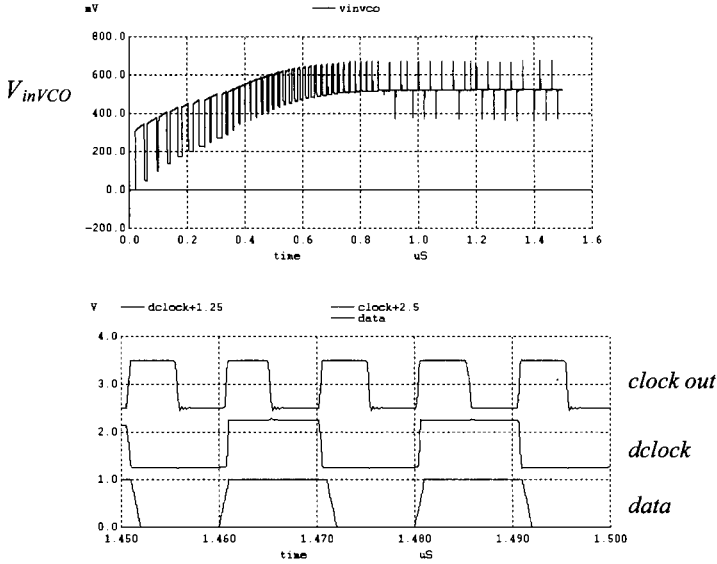 mV
vinvco
800.0
600.0
V_inVCO
400.0
200.0
0.0
-200.0
0.0 0.2 0.4 0.6 0.8 1.0 1.2 1.4 1.6
time uS
V dclock+1.25 clock+2.5
data
4.0
clock out
3.0
2.0
dclock
1.0
data
0.0
1.450 1.460 1.470 1.480 1.490 1.500
time uS